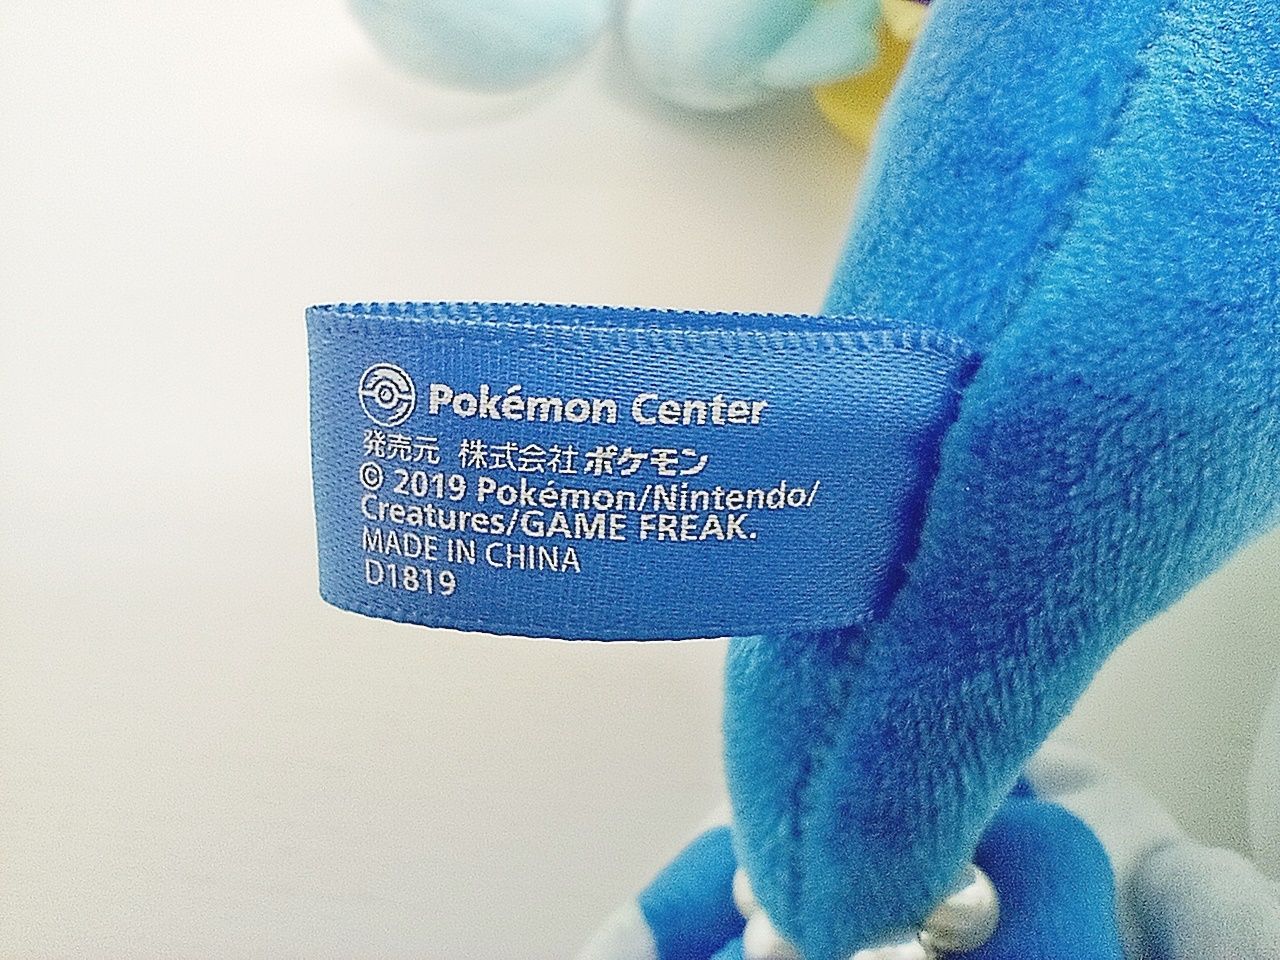 Pokémon Center
発売元 株式会社ポケモン
© 2019 Pokémon/Nintendo/
Creatures/GAME FREAK.
MADE IN CHINA
D1819